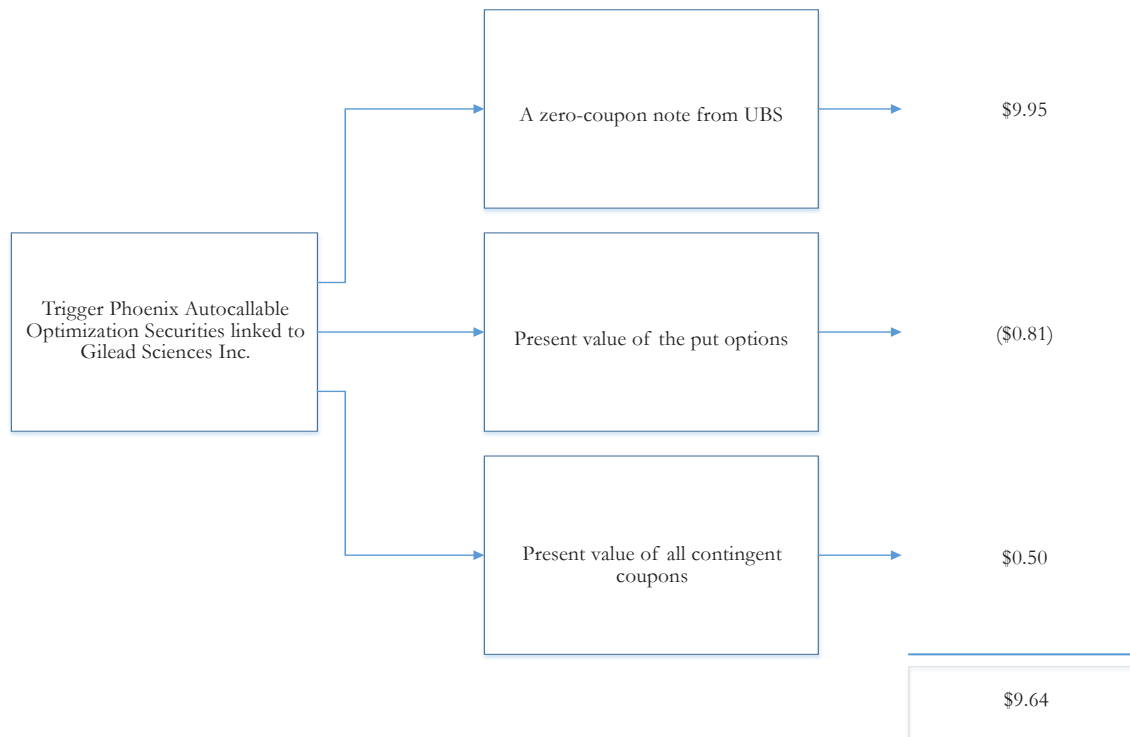 A zero-coupon note from UBS
$9.95
Trigger Phoenix Autocallable
Optimization Securities linked to
Gilead Sciences Inc.
Present value of the put options
($0.81)
Present value of all contingent
coupons
$0.50
$9.64